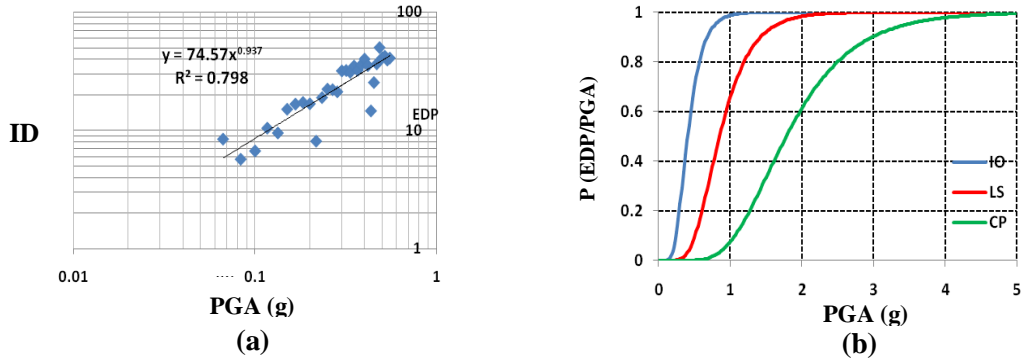 100
y = 74.57x^0.937
R² = 0.798
ID
EDP
10
1
0.01
0.1
1
PGA (g)
(a)
P (EDP/PGA)
1
0.8
0.6
0.4
0.2
0
IO
LS
CP
0 1 2 3 4 5
PGA (g)
(b)